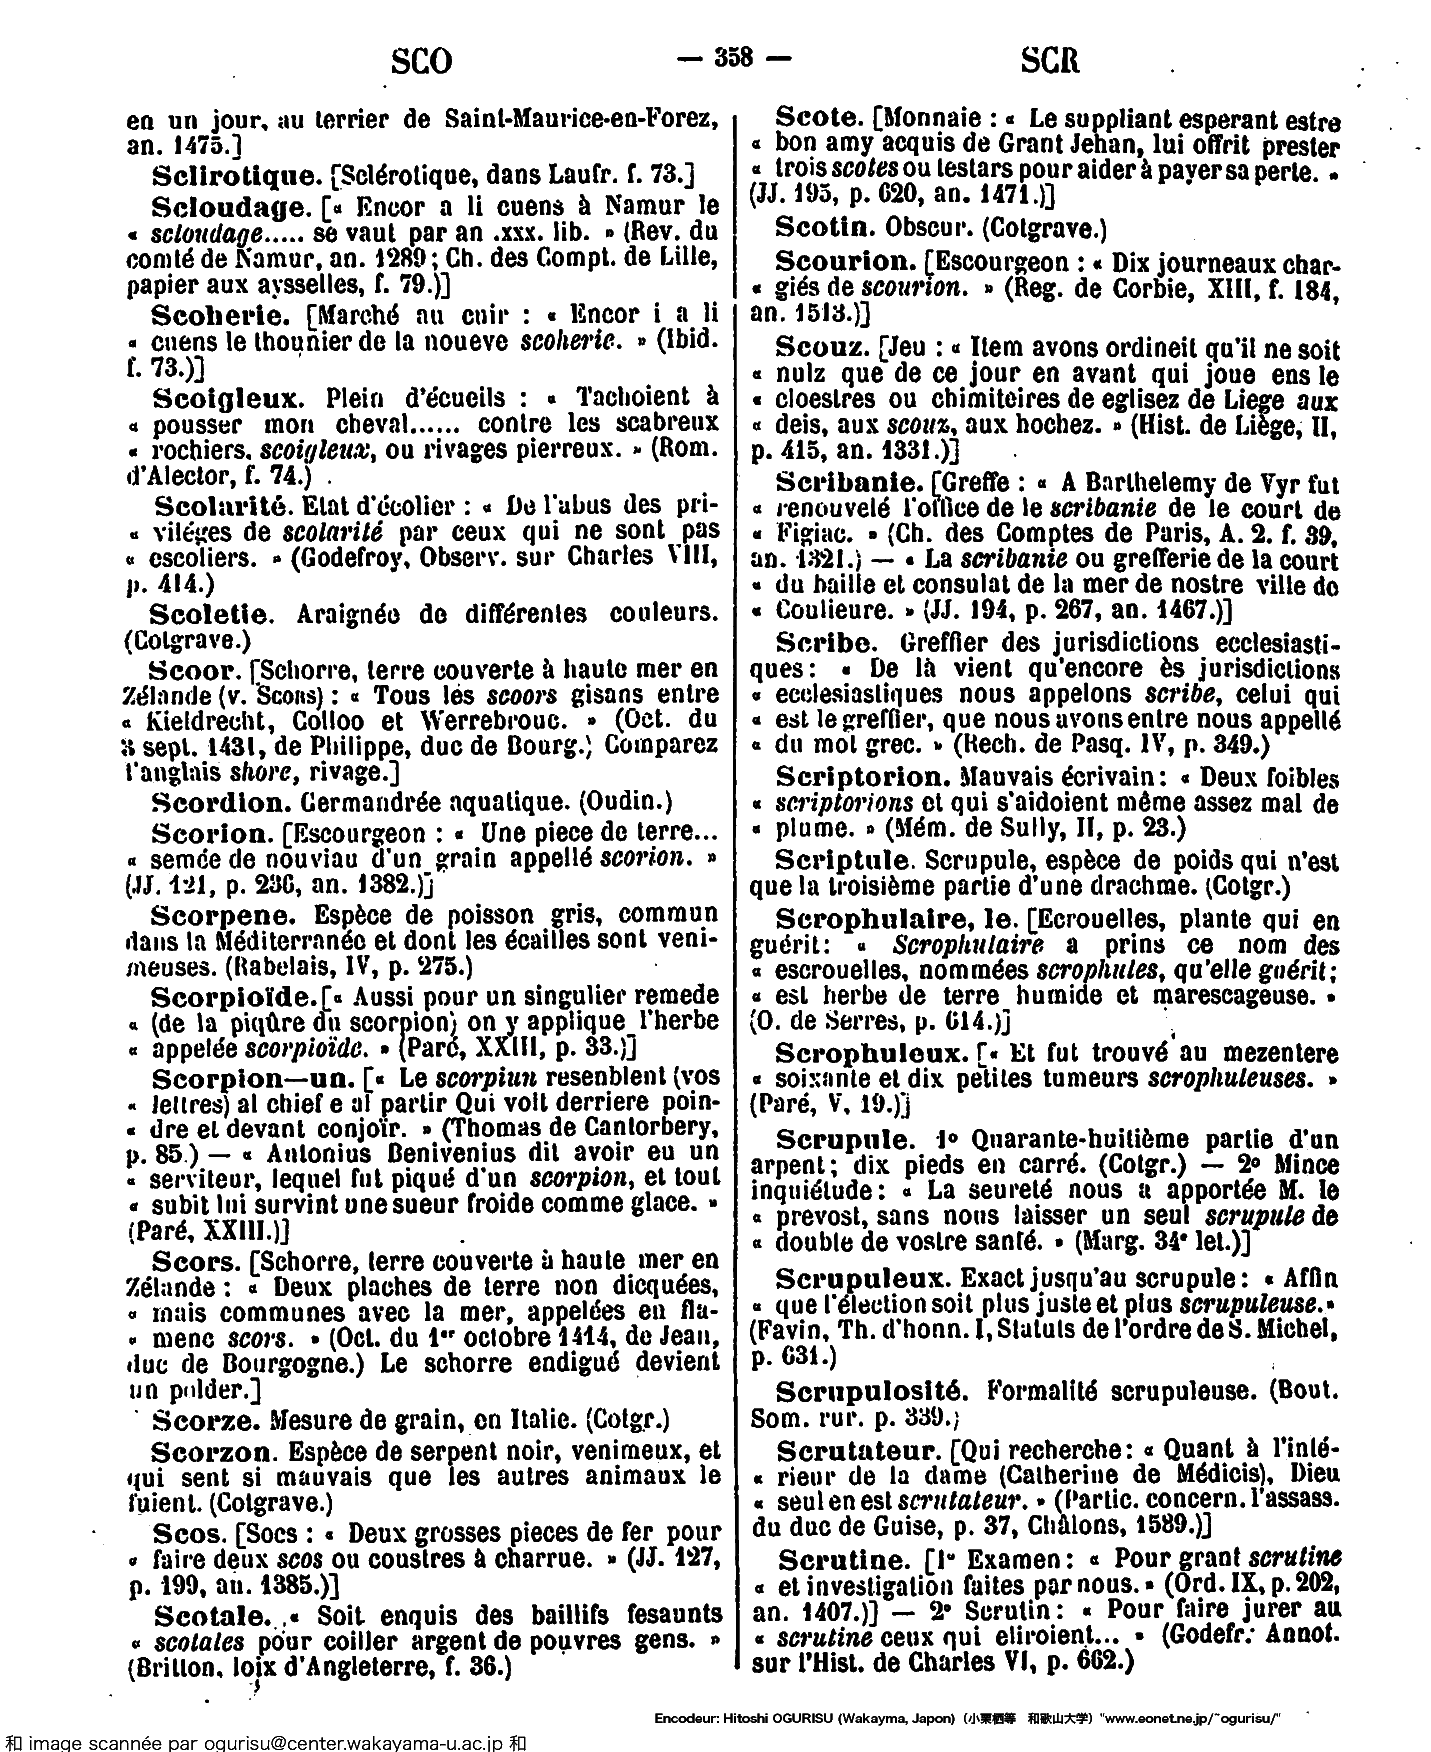 SCO — 358 — SCR
en un jour, au terrier de Saint-Maurice-en-Forez,
an. 1475.]
Sclirotique. [Sclérotique, dans Laufr. f. 73.]
Scloudage. [« Encor a li cuens à Namur le
« scloudage..... se vaut par an .xxx. lib. » (Rev. du
comté de Namur, an. 1289; Ch. des Compt. de Lille,
papier aux aysselles, f. 79.)]
Scoherie. [Marché au cuir : « Encor i a li
« cuens le thounier de la noueve scoherie. » (Ibid.
f. 73.)]
Scoigleux. Plein d'écueils : « Tachoient à
« pousser mon cheval...... contre les scabreux
« rochiers, scoigleux, ou rivages pierreux. » (Rom.
d'Alector, f. 74.)
Scolarité. Etat d'écolier : « De l'abus des pri-
« viléges de scolarité par ceux qui ne sont pas
« escoliers. » (Godefroy, Observ. sur Charles VIII,
p. 414.)
Scoletie. Araignée de différentes couleurs.
(Colgrave.)
Scoor. [Schorre, terre couverte à haute mer en
Zélande (v. Scons) : « Tous les scoors gisans entre
« Kieldrecht, Colloo et Werrebrouc. » (Oct. du
8 sept. 1431, de Philippe, duc de Bourg.) Comparez
l'anglais shore, rivage.]
Scordion. Germandrée aquatique. (Oudin.)
Scorion. [Escourgeon : « Une piece de terre...
« semée de nouviau d'un grain appellé scorion. »
(JJ. 121, p. 236, an. 1382.)]
Scorpene. Espèce de poisson gris, commun
dans la Méditerranée et dont les écailles sont veni-
meuses. (Rabelais, IV, p. 275.)
Scorpioïde. [« Aussi pour un singulier remede
« (de la piqûre du scorpion) on y applique l'herbe
« appelée scorpioïde. » (Paré, XXIII, p. 33.)]
Scorpion—un. [« Le scorpiun resenblent (vos
« lettres) al chief e al partir Qui volt derriere poin-
« dre et devant conjoïr. » (Thomas de Cantorbery,
p. 85.) — « Antonius Benivenius dit avoir eu un
« serviteur, lequel fut piqué d'un scorpion, et tout
« subit lui survint une sueur froide comme glace. »
(Paré, XXIII.)]
Scors. [Schorre, terre couverte à haute mer en
Zélande : « Deux plaches de terre non dicquées,
« mais communes avec la mer, appelées en fla-
« menc scors. » (Oct. du 1er octobre 1414, de Jean,
duc de Bourgogne.) Le schorre endigué devient
un polder.]
Scorze. Mesure de grain, en Italie. (Cotgr.)
Scorzon. Espèce de serpent noir, venimeux, et
qui sent si mauvais que les autres animaux le
fuient. (Cotgrave.)
Scos. [Socs : « Deux grosses pieces de fer pour
« faire deux scos ou coustres à charrue. » (JJ. 127,
p. 199, an. 1385.)]
Scotale. « Soit enquis des baillifs fesaunts
« scotales pour coiller argent de pouvres gens. »
(Britton, loix d'Angleterre, f. 36.)
Scote. [Monnaie : « Le suppliant esperant estre
« bon amy acquis de Grant Jehan, lui offrit prester
« trois scotes ou testars pour aider à payer sa perte. »
(JJ. 195, p. 620, an. 1471.)]
Scotin. Obscur. (Cotgrave.)
Scourion. [Escourgeon : « Dix journeaux char-
« giés de scourion. » (Reg. de Corbie, XIII, f. 184,
an. 1513.)]
Scouz. [Jeu : « Item avons ordineit qu'il ne soit
« nulz que de ce jour en avant qui joue ens le
« cloestres ou chimiteires de eglisez de Liege aux
« deis, aux scouz, aux hochez. » (Hist. de Liège, II,
p. 415, an. 1331.)]
Scribanie. [Greffe : « A Barthelemy de Vyr fut
« renouvelé l'office de le scribanie de le court de
« Figiac. » (Ch. des Comptes de Paris, A. 2. f. 39,
an. 1321.) — « La scribanie ou grefferie de la court
« du baille et consulat de la mer de nostre ville de
« Coulieure. » (JJ. 194, p. 267, an. 1467.)]
Scribe. Greffier des jurisdictions ecclesiasti-
ques : « De là vient qu'encore ès jurisdictions
« ecclesiastiques nous appelons scribe, celui qui
« est le greffier, que nous avons entre nous appellé
« du mot grec. » (Rech. de Pasq. IV, p. 349.)
Scriptorion. Mauvais écrivain : « Deux foibles
« scriptorions et qui s'aidoient même assez mal de
« plume. » (Mém. de Sully, II, p. 23.)
Scriptule. Scrupule, espèce de poids qui n'est
que la troisième partie d'une drachme. (Cotgr.)
Scrophulaire, le. [Ecrouelles, plante qui en
guérit : « Scrophulaire a prins ce nom des
« escrouelles, nommées scrophules, qu'elle guérit;
« est herbe de terre humide et marescageuse. »
(O. de Serres, p. 614.)]
Scrophuleux. [« Et fut trouvé au mezentere
« soixante et dix petites tumeurs scrophuleuses. »
(Paré, V, 19.)]
Scrupule. 1º Quarante-huitième partie d'un
arpent; dix pieds en carré. (Cotgr.) — 2º Mince
inquiétude : « La seureté nous a apportée M. le
« prevost, sans nous laisser un seul scrupule de
« double de vostre santé. » (Marg. 34e let.)]
Scrupuleux. Exact jusqu'au scrupule : « Affin
« que l'élection soit plus juste et plus scrupuleuse. »
(Favin, Th. d'honn. I, Statuts de l'ordre de S. Michel,
p. 631.)
Scrupulosité. Formalité scrupuleuse. (Bout.
Som. rur. p. 339.)
Scrutateur. [Qui recherche : « Quant à l'inté-
« rieur de la dame (Catherine de Médicis), Dieu
« seul en est scrutateur. » (Partic. concern. l'assass.
du duc de Guise, p. 37, Châlons, 1589.)]
Scrutine. [1º Examen : « Pour grant scrutine
« et investigation faites par nous. » (Ord. IX, p. 202,
an. 1407.)] — 2º Scrutin : « Pour faire jurer au
« scrutine ceux qui eliroient... » (Godefr. Annot.
sur l'Hist. de Charles VI, p. 662.)
Encodeur: Hitoshi OGURISU (Wakayma, Japon) (小栗栖等 和歌山大学) "www.eonet.ne.jp/~ogurisu/"
和 image scannée par ogurisu@center.wakayama-u.ac.jp 和